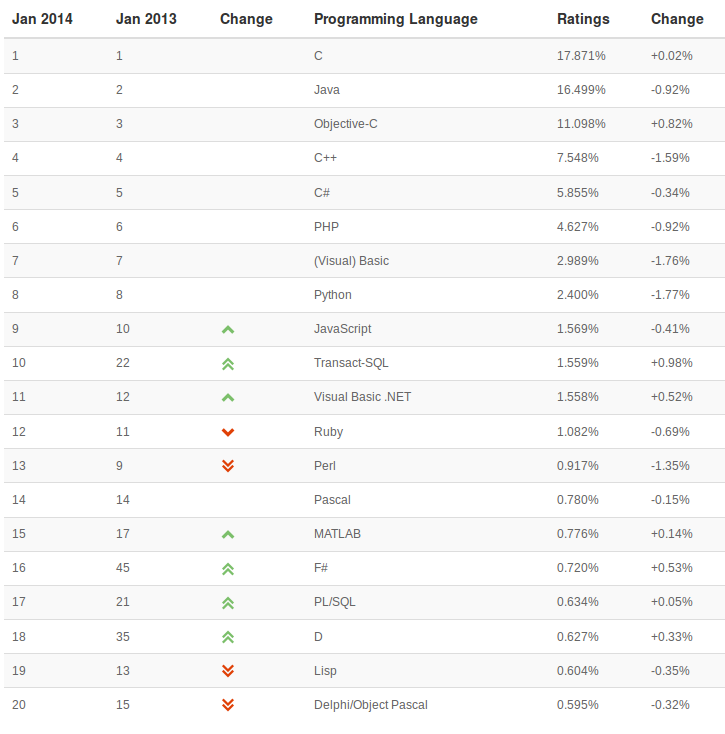 Jan 2014 Jan 2013 Change Programming Language Ratings Change
1 1 C 17.871% +0.02%
2 2 Java 16.499% -0.92%
3 3 Objective-C 11.098% +0.82%
4 4 C++ 7.548% -1.59%
5 5 C# 5.855% -0.34%
6 6 PHP 4.627% -0.92%
7 7 (Visual) Basic 2.989% -1.76%
8 8 Python 2.400% -1.77%
9 10 JavaScript 1.569% -0.41%
10 22 Transact-SQL 1.559% +0.98%
11 12 Visual Basic .NET 1.558% +0.52%
12 11 Ruby 1.082% -0.69%
13 9 Perl 0.917% -1.35%
14 14 Pascal 0.780% -0.15%
15 17 MATLAB 0.776% +0.14%
16 45 F# 0.720% +0.53%
17 21 PL/SQL 0.634% +0.05%
18 35 D 0.627% +0.33%
19 13 Lisp 0.604% -0.35%
20 15 Delphi/Object Pascal 0.595% -0.32%